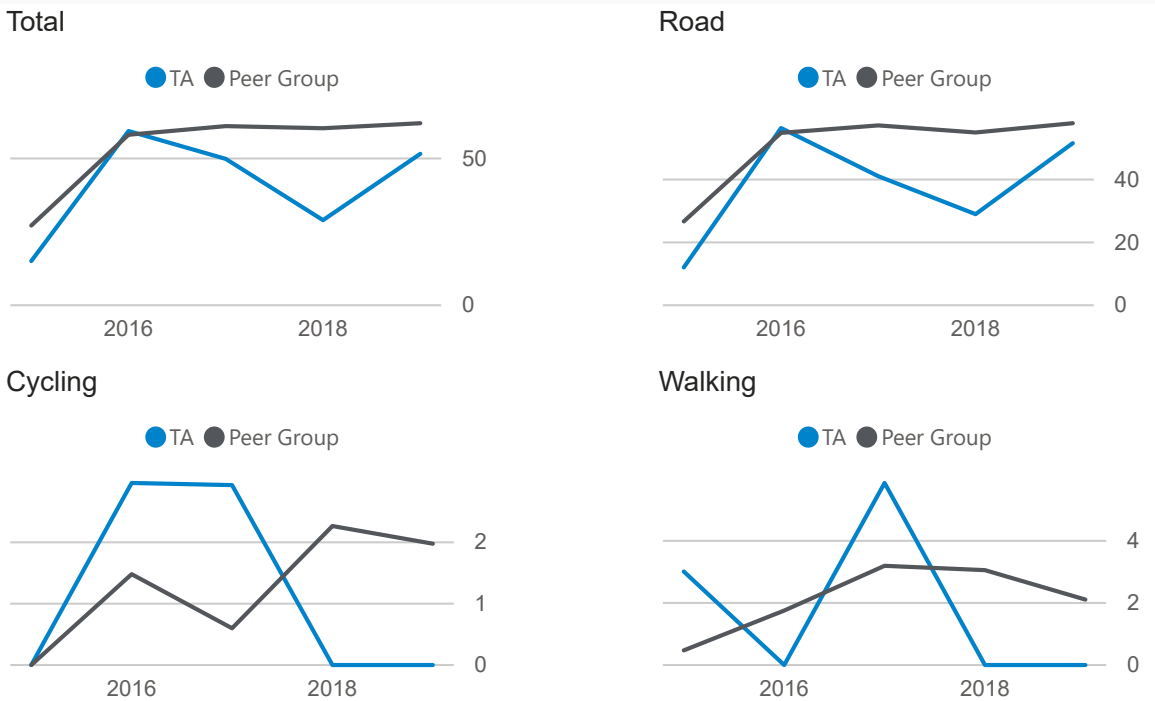 Total
TA Peer Group
50
0
2016 2018
Road
TA Peer Group
40
20
0
2016 2018
Cycling
TA Peer Group
2
1
0
2016 2018
Walking
TA Peer Group
4
2
0
2016 2018